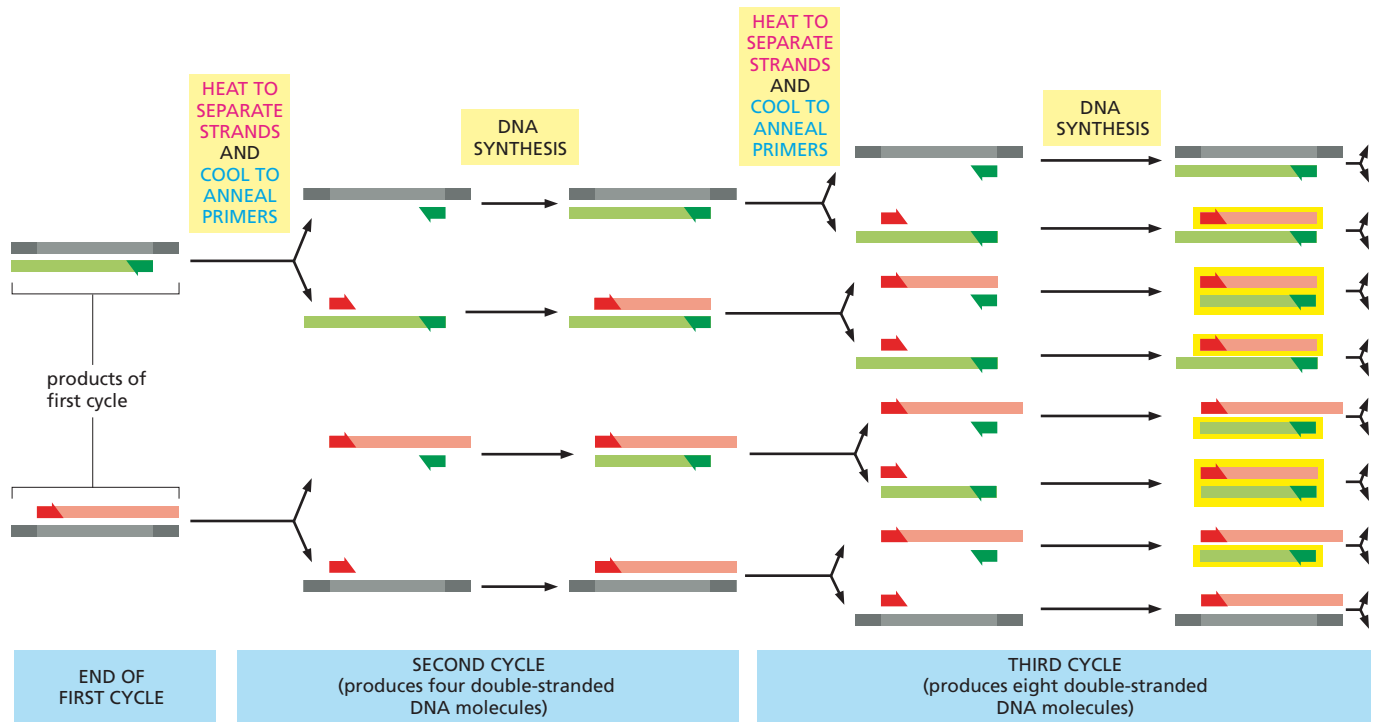 HEAT TO
SEPARATE
STRANDS
AND
COOL TO
ANNEAL
PRIMERS
DNA
SYNTHESIS
HEAT TO
SEPARATE
STRANDS
AND
COOL TO
ANNEAL
PRIMERS
DNA
SYNTHESIS
products of
first cycle
END OF
FIRST CYCLE
SECOND CYCLE
(produces four double-stranded
DNA molecules)
THIRD CYCLE
(produces eight double-stranded
DNA molecules)